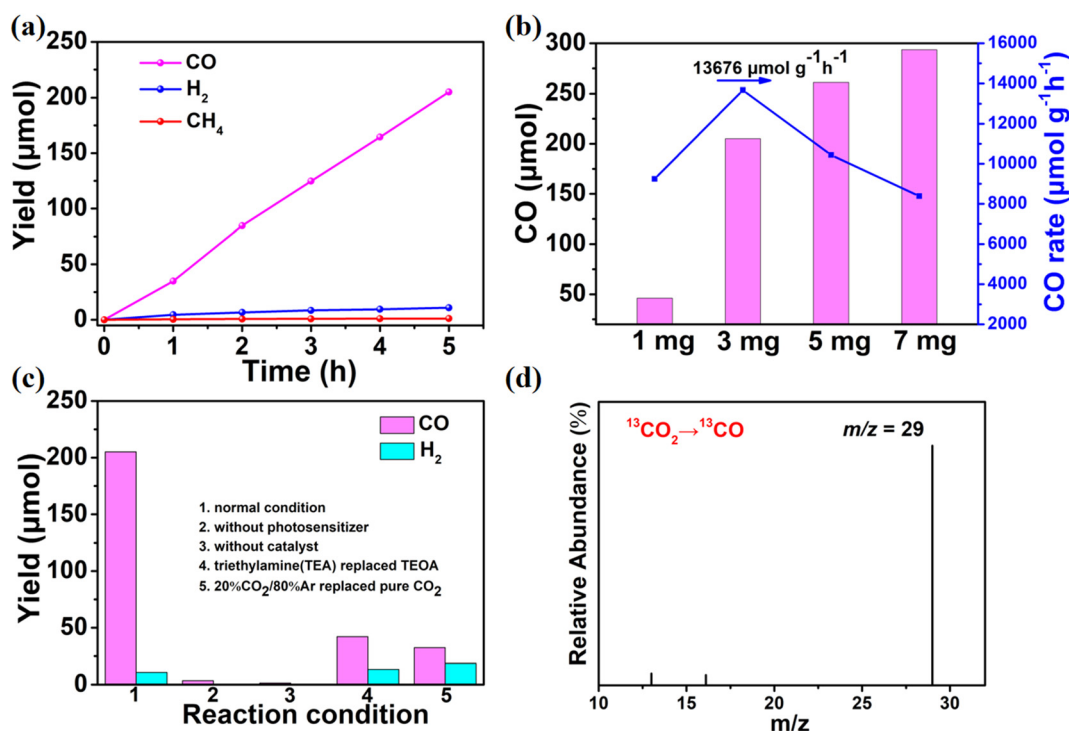 (a)
250
200
150
100
50
0
Yield (µmol)
CO
H₂
CH₄
0 1 2 3 4 5
Time (h)
(b)
300
250
200
150
100
50
CO (µmol)
13676 µmol g⁻¹h⁻¹
16000
14000
12000
10000
8000
6000
4000
2000
CO rate (µmol g⁻¹h⁻¹)
1 mg 3 mg 5 mg 7 mg
(c)
250
200
150
100
50
0
Yield (µmol)
CO
H₂
1. normal condition
2. without photosensitizer
3. without catalyst
4. triethylamine(TEA) replaced TEOA
5. 20%CO₂/80%Ar replaced pure CO₂
1 2 3 4 5
Reaction condition
(d)
Relative Abundance (%)
¹³CO₂→¹³CO
m/z = 29
10 15 20 25 30
m/z